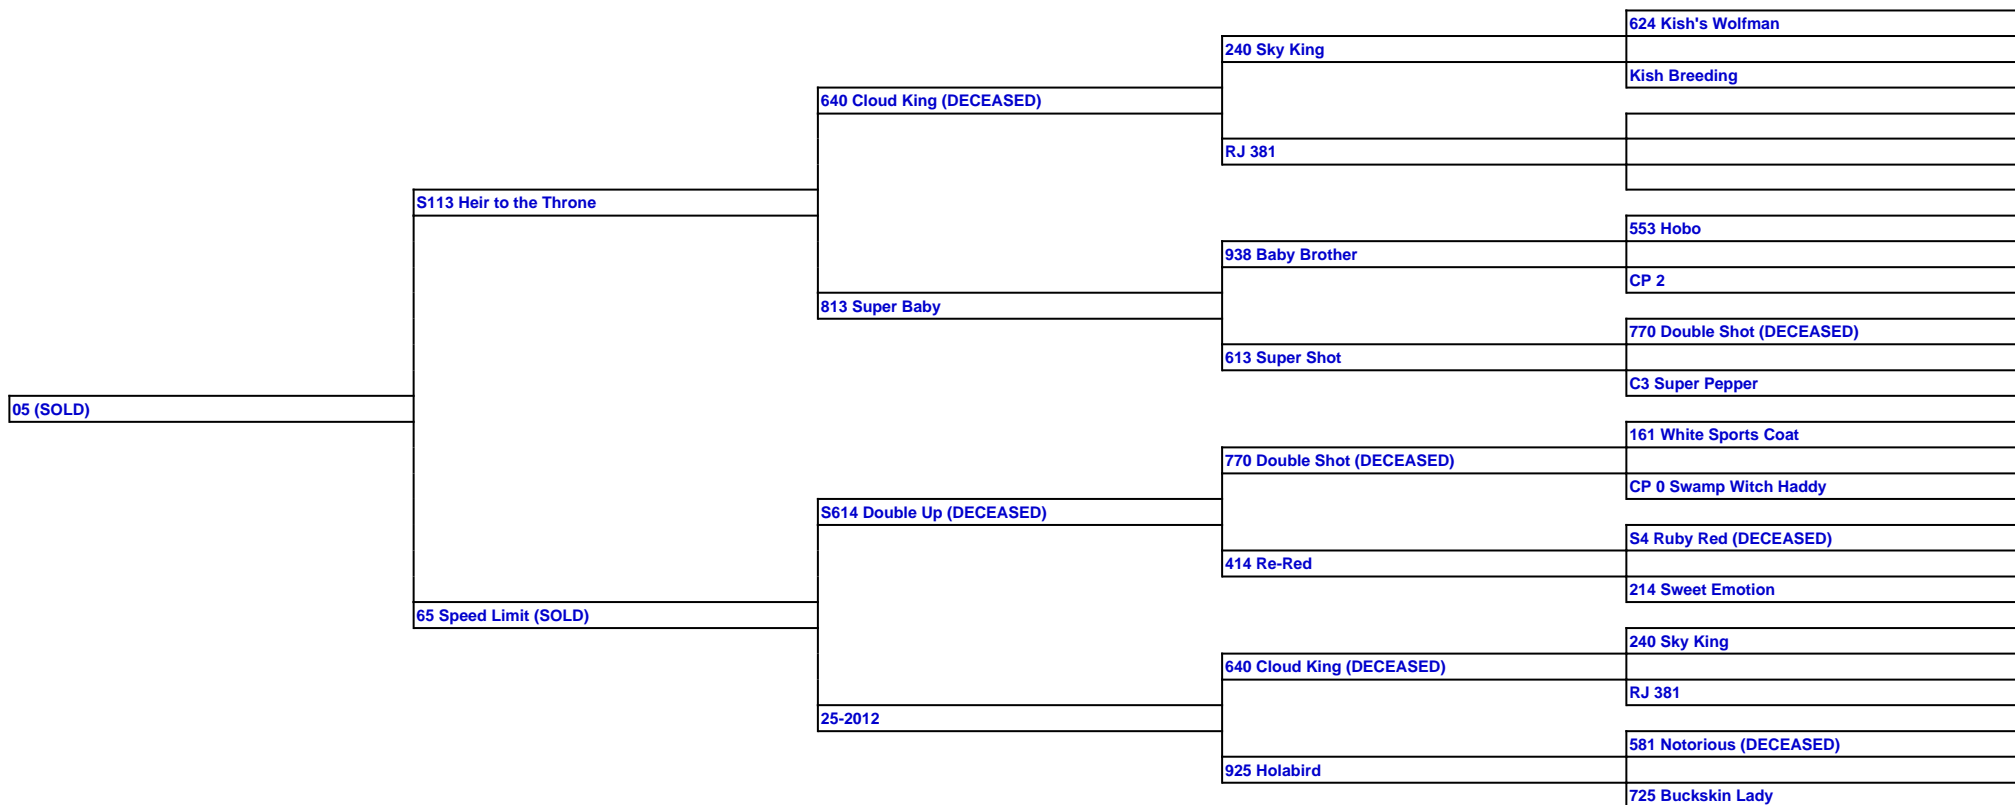 624 Kish's Wolfman
240 Sky King
Kish Breeding
640 Cloud King (DECEASED)
RJ 381
S113 Heir to the Throne
553 Hobo
938 Baby Brother
CP 2
813 Super Baby
770 Double Shot (DECEASED)
613 Super Shot
C3 Super Pepper
05 (SOLD)
161 White Sports Coat
770 Double Shot (DECEASED)
CP 0 Swamp Witch Haddy
S614 Double Up (DECEASED)
S4 Ruby Red (DECEASED)
414 Re-Red
214 Sweet Emotion
65 Speed Limit (SOLD)
240 Sky King
640 Cloud King (DECEASED)
RJ 381
25-2012
581 Notorious (DECEASED)
925 Holabird
725 Buckskin Lady